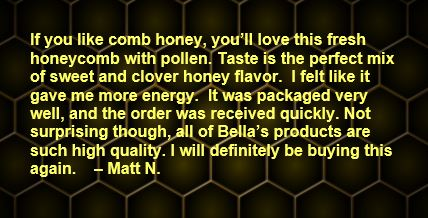 If you like comb honey, you'll love this fresh
honeycomb with pollen. Taste is the perfect mix
of sweet and clover honey flavor.  I felt like it
gave me more energy.  It was packaged very
well, and the order was received quickly. Not
surprising though, all of Bella's products are
such high quality. I will definitely be buying this
again.    – Matt N.